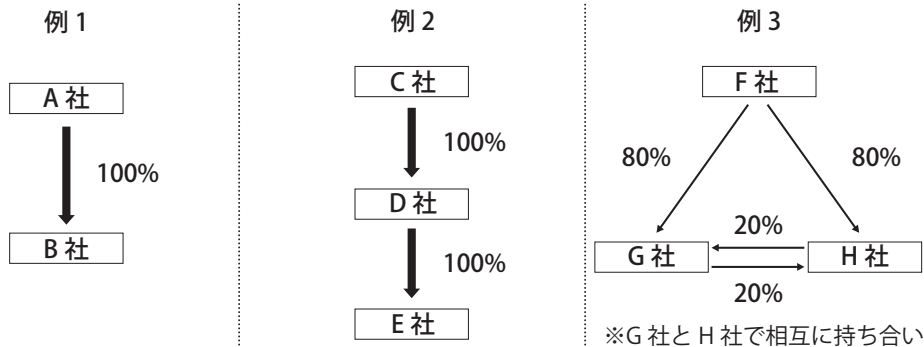 例 1
A 社
100%
B 社
例 2
C 社
100%
D 社
100%
E 社
例 3
F 社
80%
80%
20%
G 社
H 社
20%
※G 社と H 社で相互に持ち合い